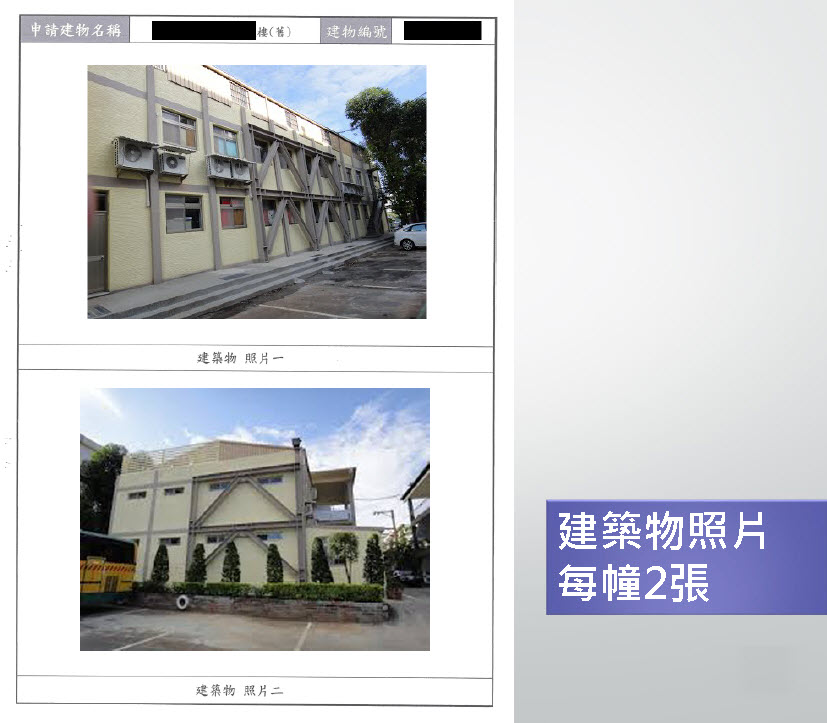 申請建物名稱
樓(舊)
建物編號
建築物 照片一
建築物 照片二
建築物照片
每幢2張